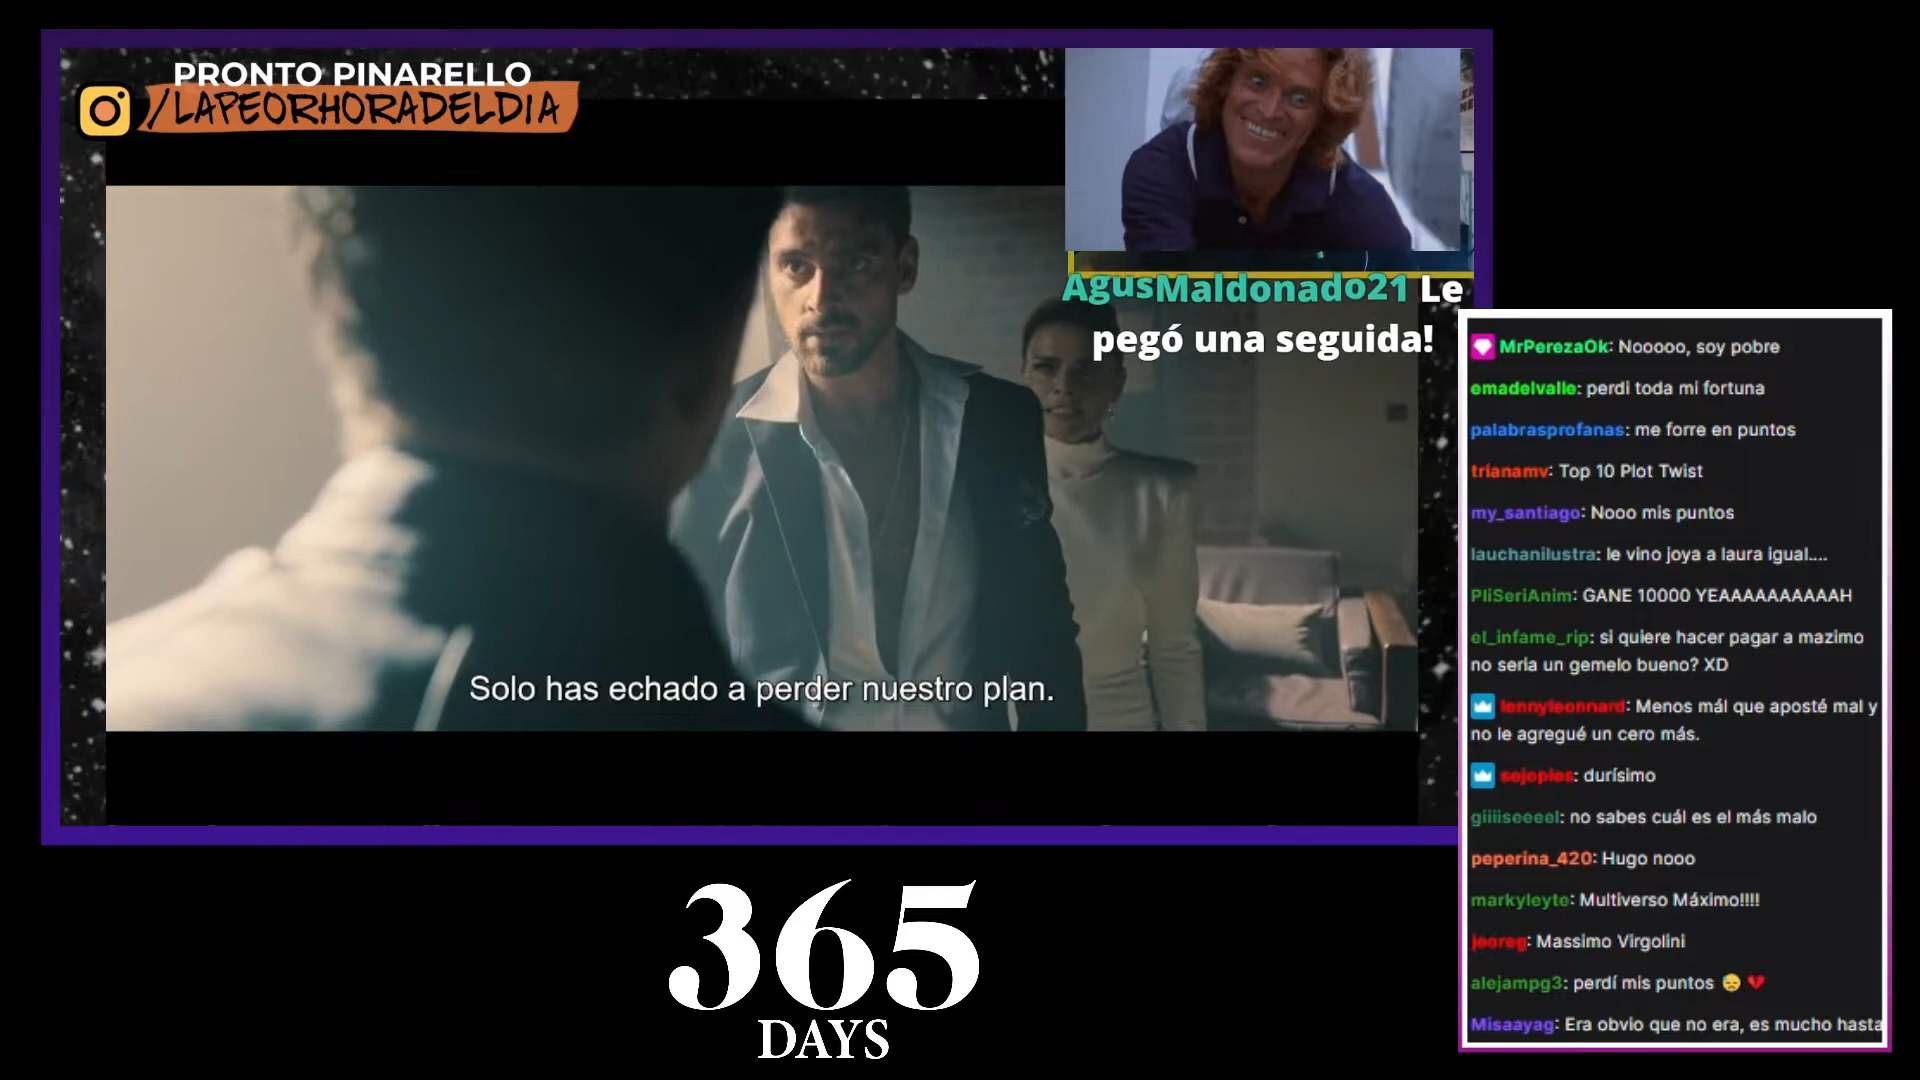 PRONTO PINARELLO
/LAPEORHORADELDIA
AgusMaldonado21 Le
pegó una seguida!
Solo has echado a perder nuestro plan.
MrPerezaOk: Nooooo, soy pobre
emadelvalle: perdi toda mi fortuna
palabrasprofanas: me forre en puntos
trianamv: Top 10 Plot Twist
my_santiago: Nooo mis puntos
lauchanilustra: le vino joya a laura igual....
PliSeriAnim: GANE 10000 YEAAAAAAAAAAH
el_infame_rip: si quiere hacer pagar a mazimo
no seria un gemelo bueno? XD
lennyleonnard: Menos mál que aposté mal y
no le agregué un cero más.
sejopies: durísimo
giiiiseeeel: no sabes cuál es el más malo
peperina_420: Hugo nooo
markyleyte: Multiverso Máximo!!!!
jeoreg: Massimo Virgolini
alejampg3: perdí mis puntos 😓 💔
Misaayag: Era obvio que no era, es mucho hasta
365
DAYS